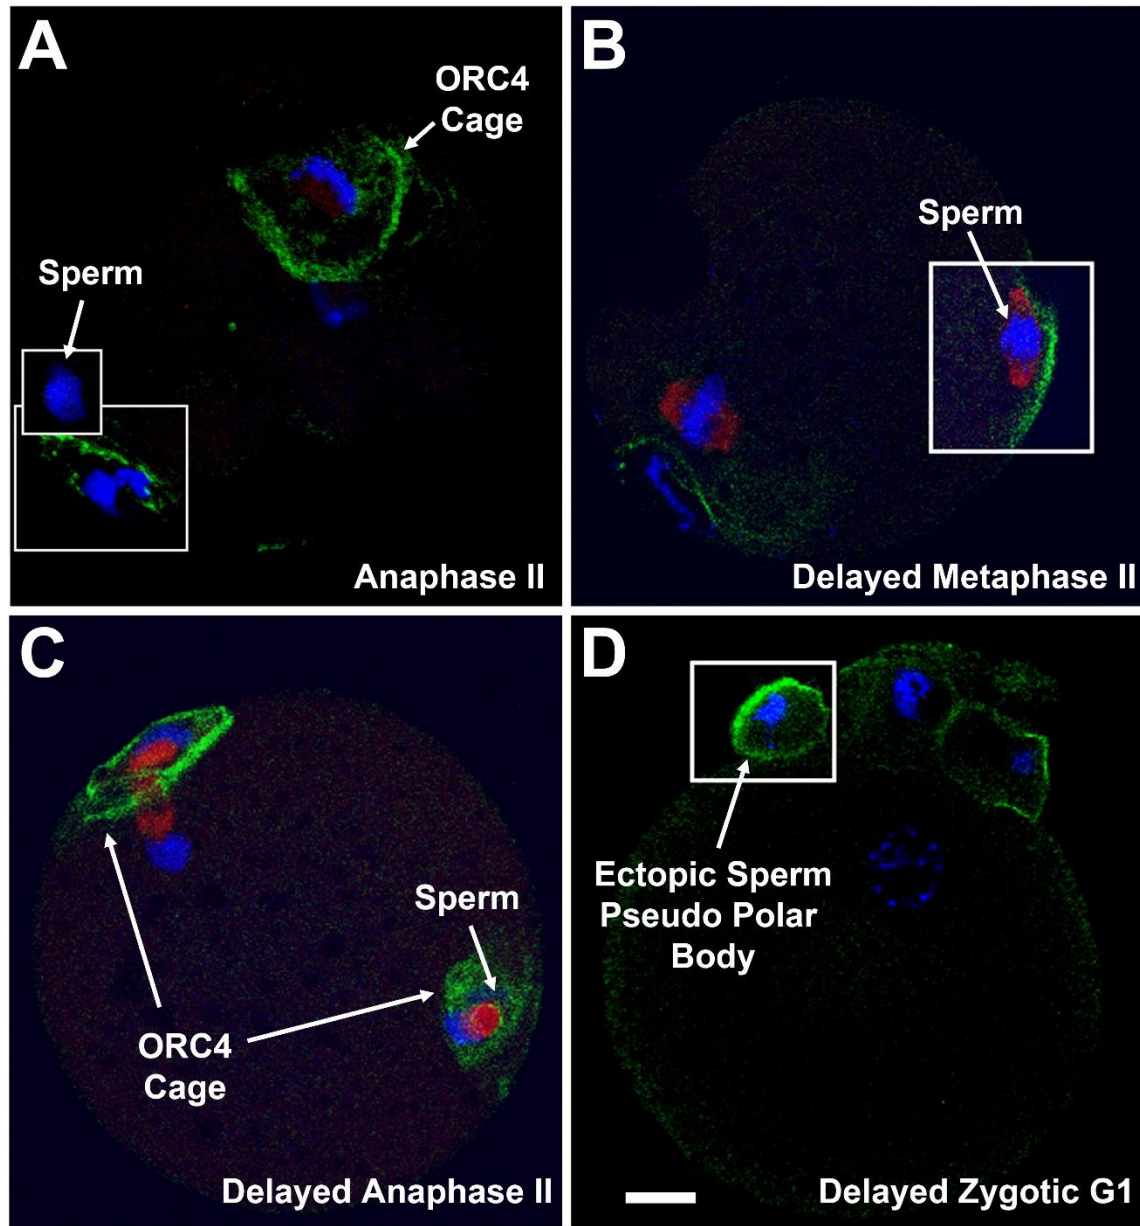 A
ORC4
Cage
Sperm
Anaphase II
B
Sperm
Delayed Metaphase II
C
Sperm
ORC4
Cage
Delayed Anaphase II
D
Ectopic Sperm
Pseudo Polar
Body
Delayed Zygotic G1